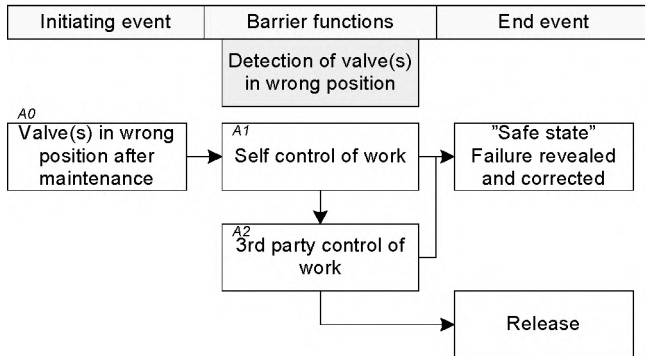 Initiating event
Barrier functions
End event
Detection of valve(s)
in wrong position
A0
Valve(s) in wrong
position after
maintenance
A1
Self control of work
"Safe state"
Failure revealed
and corrected
A2
3rd party control of
work
Release